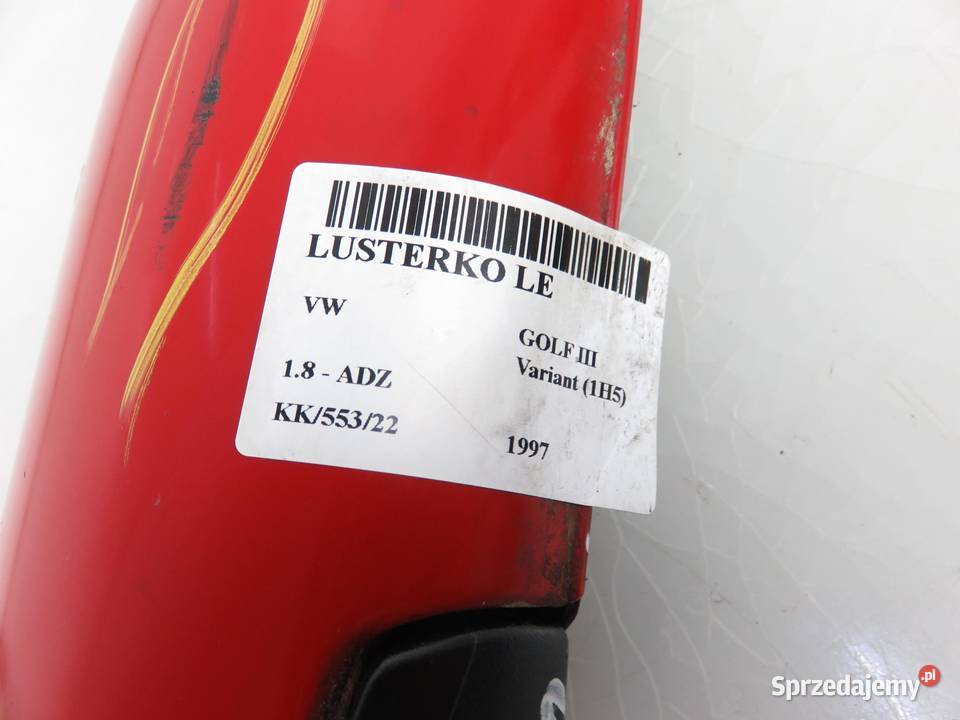 LUSTERKO LE
VW
GOLF III
Variant (1H5)
1.8 - ADZ
KK/553/22
1997
Sprzedajemy.pl